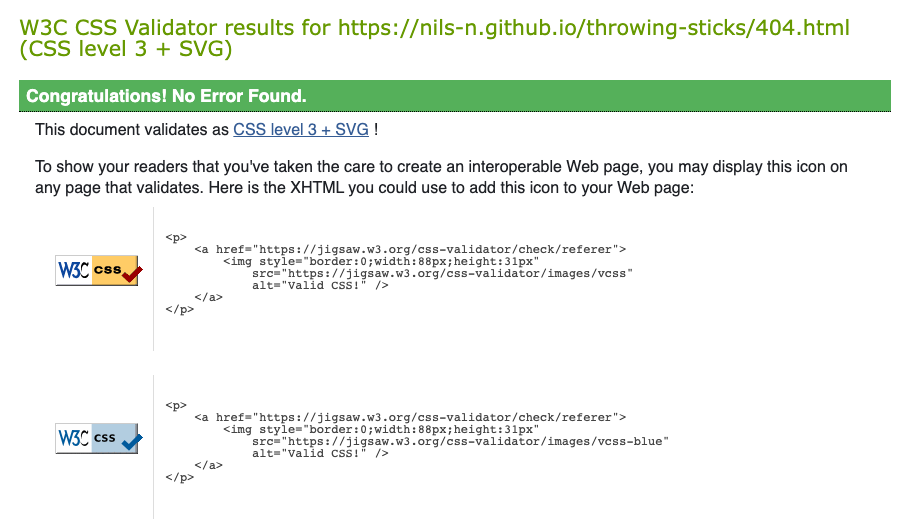 W3C CSS Validator results for https://nils-n.github.io/throwing-sticks/404.html
(CSS level 3 + SVG)
Congratulations! No Error Found.
This document validates as CSS level 3 + SVG !
To show your readers that you've taken the care to create an interoperable Web page, you may display this icon on
any page that validates. Here is the XHTML you could use to add this icon to your Web page:
W3C css
<p>
<a href="https://jigsaw.w3.org/css-validator/check/referer">
<img style="border:0;width:88px;height:31px"
src="https://jigsaw.w3.org/css-validator/images/vcss"
alt="Valid CSS!" />
</a>
</p>
W3C css
<p>
<a href="https://jigsaw.w3.org/css-validator/check/referer">
<img style="border:0;width:88px;height:31px"
src="https://jigsaw.w3.org/css-validator/images/vcss-blue"
alt="Valid CSS!" />
</a>
</p>